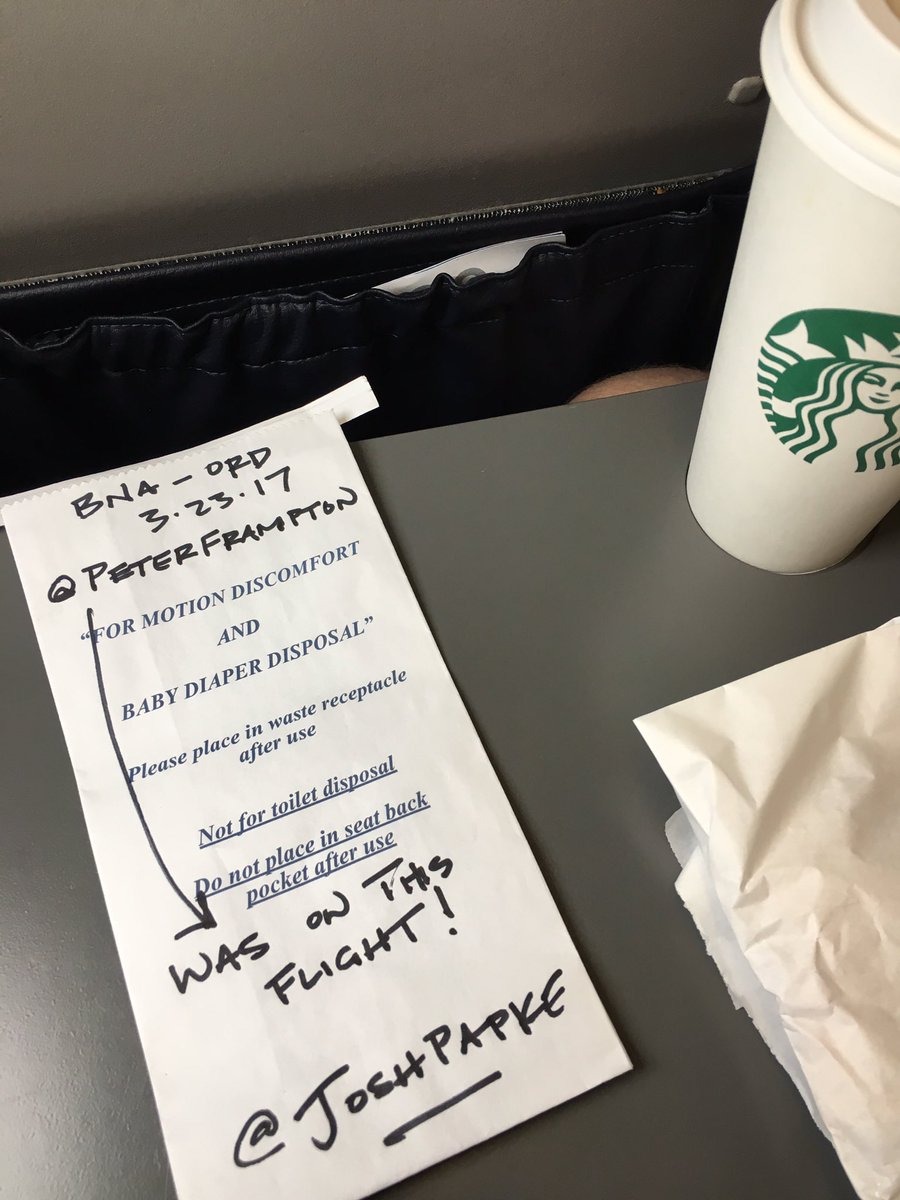 BNA - ORD
3.23.17
@PETERFRAMPTON
"FOR MOTION DISCOMFORT
AND
BABY DIAPER DISPOSAL"
Please place in waste receptacle
after use
Not for toilet disposal
Do not place in seat back
pocket after use
WAS ON THIS
FLIGHT!
@JOSHPAPKE